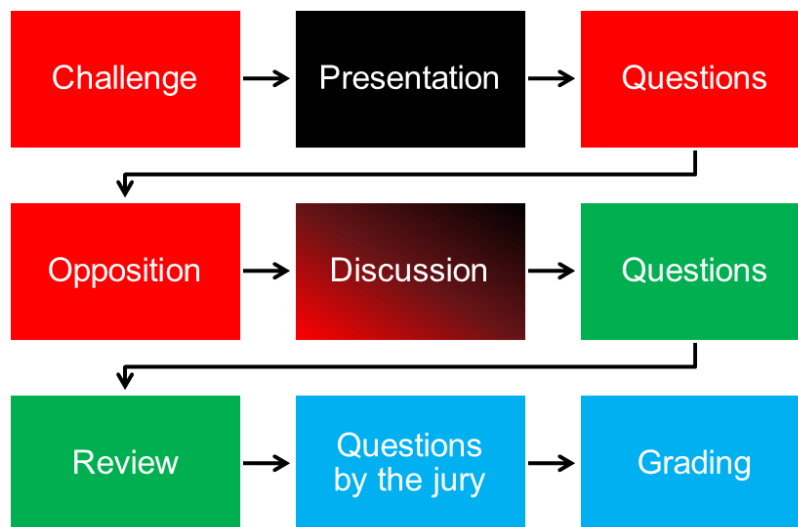 Challenge
Presentation
Questions
Opposition
Discussion
Questions
Review
Questions
by the jury
Grading